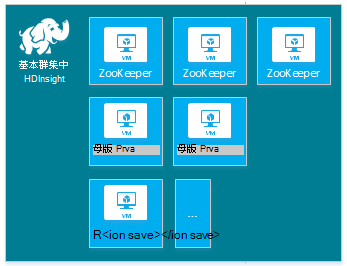 基本群集中
HDInsight
VM
ZooKeeper
VM
ZooKeeper
VM
ZooKeeper
VM
母版 Prva
VM
母版 Prva
VM
...
R<ion save></ion save>